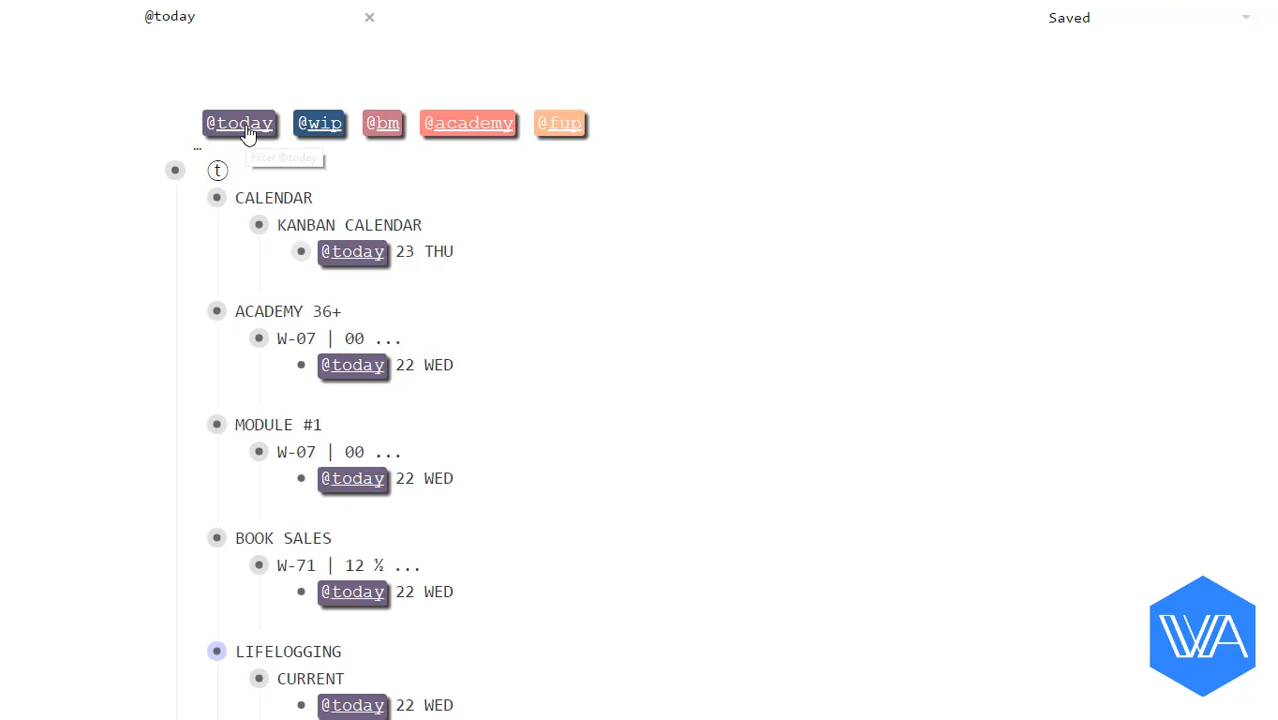 @today ×
Saved
@today @wip @bm @academy @fup
…
Filter @today
t
CALENDAR
KANBAN CALENDAR
@today 23 THU
ACADEMY 36+
W-07 | 00 ...
@today 22 WED
MODULE #1
W-07 | 00 ...
@today 22 WED
BOOK SALES
W-71 | 12 ½ ...
@today 22 WED
LIFELOGGING
CURRENT
@today 22 WED
WA